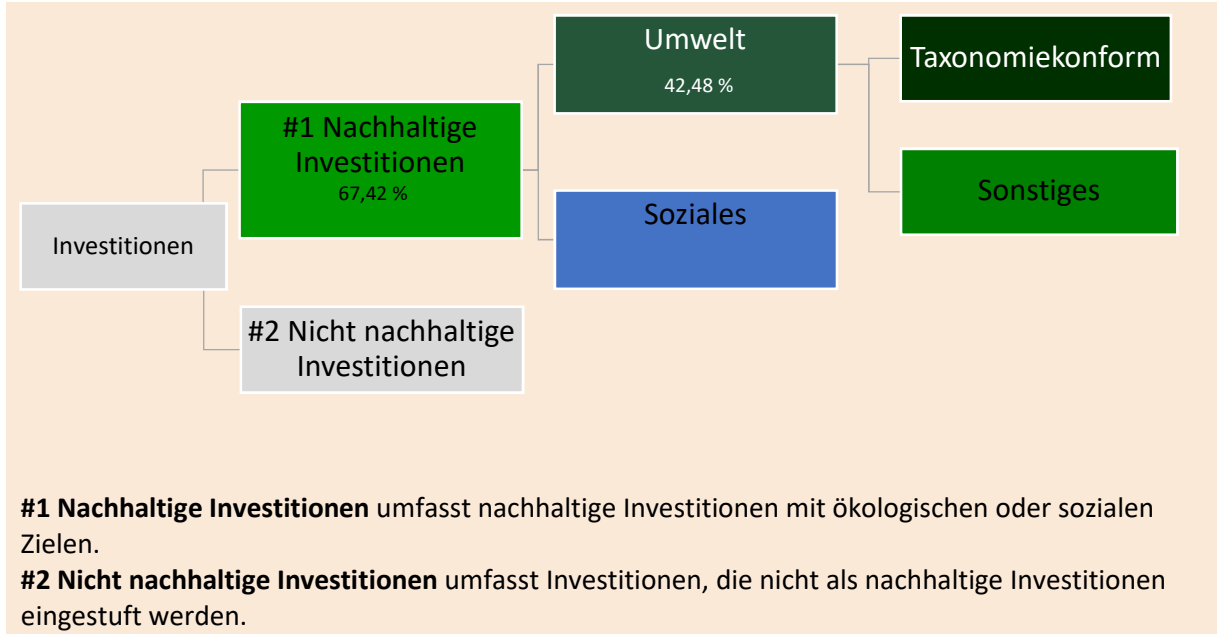 Umwelt
42,48 %
Taxonomiekonform
#1 Nachhaltige
Investitionen
67,42 %
Sonstiges
Soziales
Investitionen
#2 Nicht nachhaltige
Investitionen
#1 Nachhaltige Investitionen umfasst nachhaltige Investitionen mit ökologischen oder sozialen
Zielen.
#2 Nicht nachhaltige Investitionen umfasst Investitionen, die nicht als nachhaltige Investitionen
eingestuft werden.